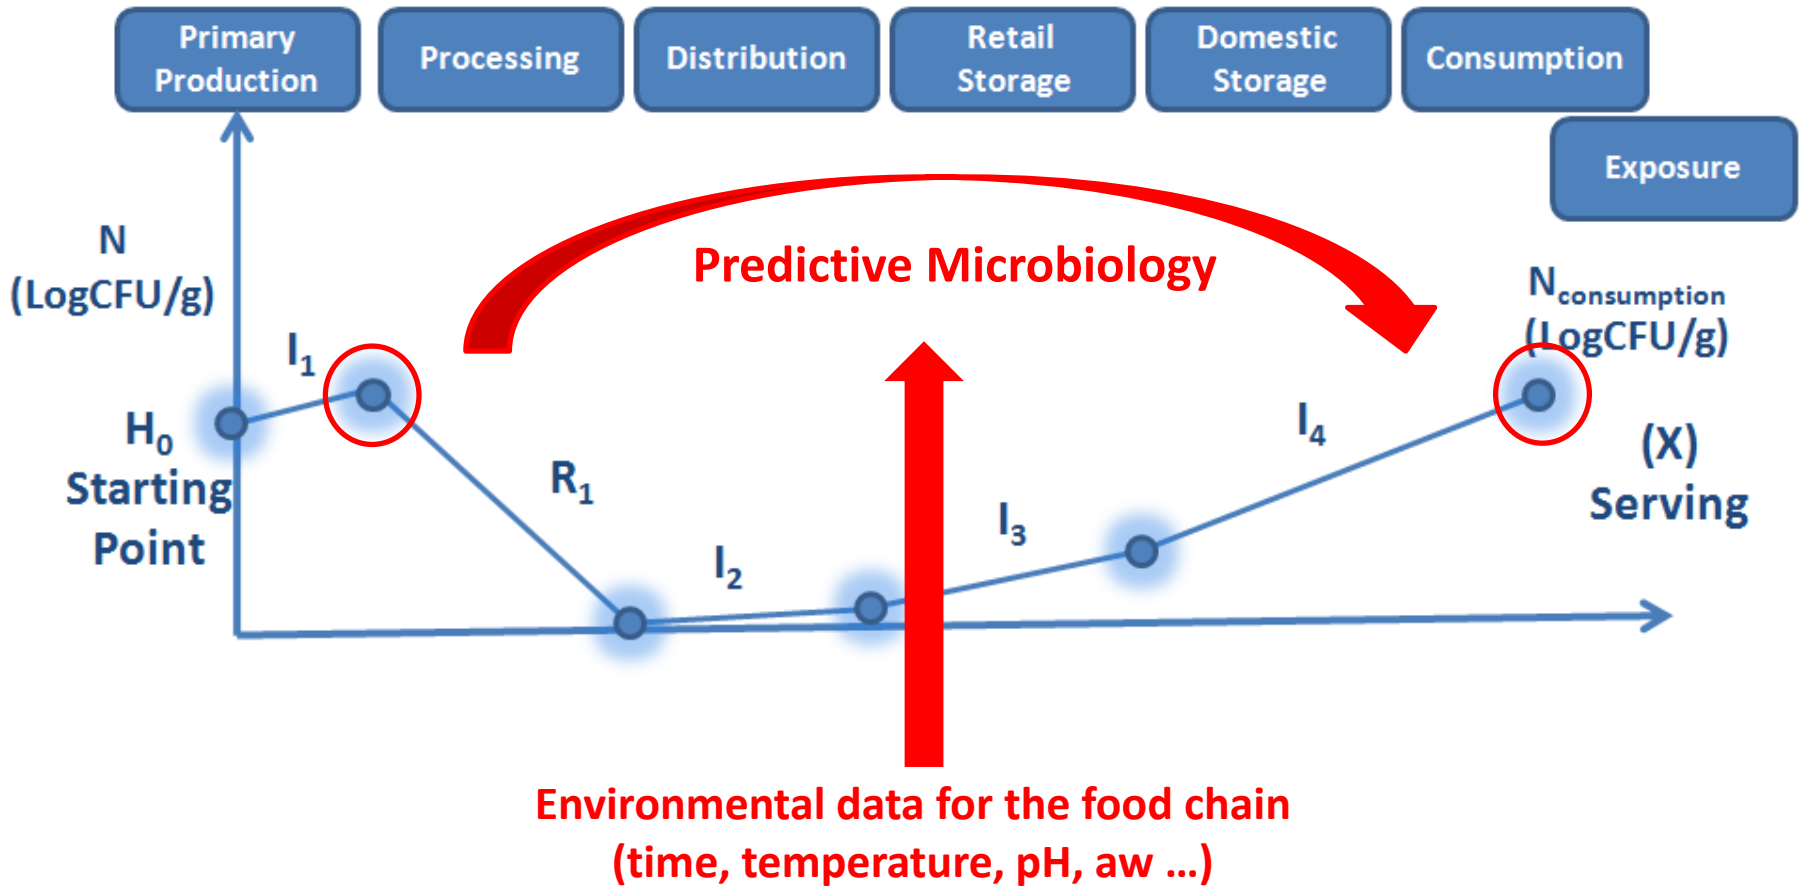 Primary
Production
Processing
Distribution
Retail
Storage
Domestic
Storage
Consumption
Exposure
N
(LogCFU/g)
Predictive Microbiology
Nconsumption
(LogCFU/g)
I1
H0
Starting
Point
R1
I2
I3
I4
(X)
Serving
Environmental data for the food chain
(time, temperature, pH, aw ...)